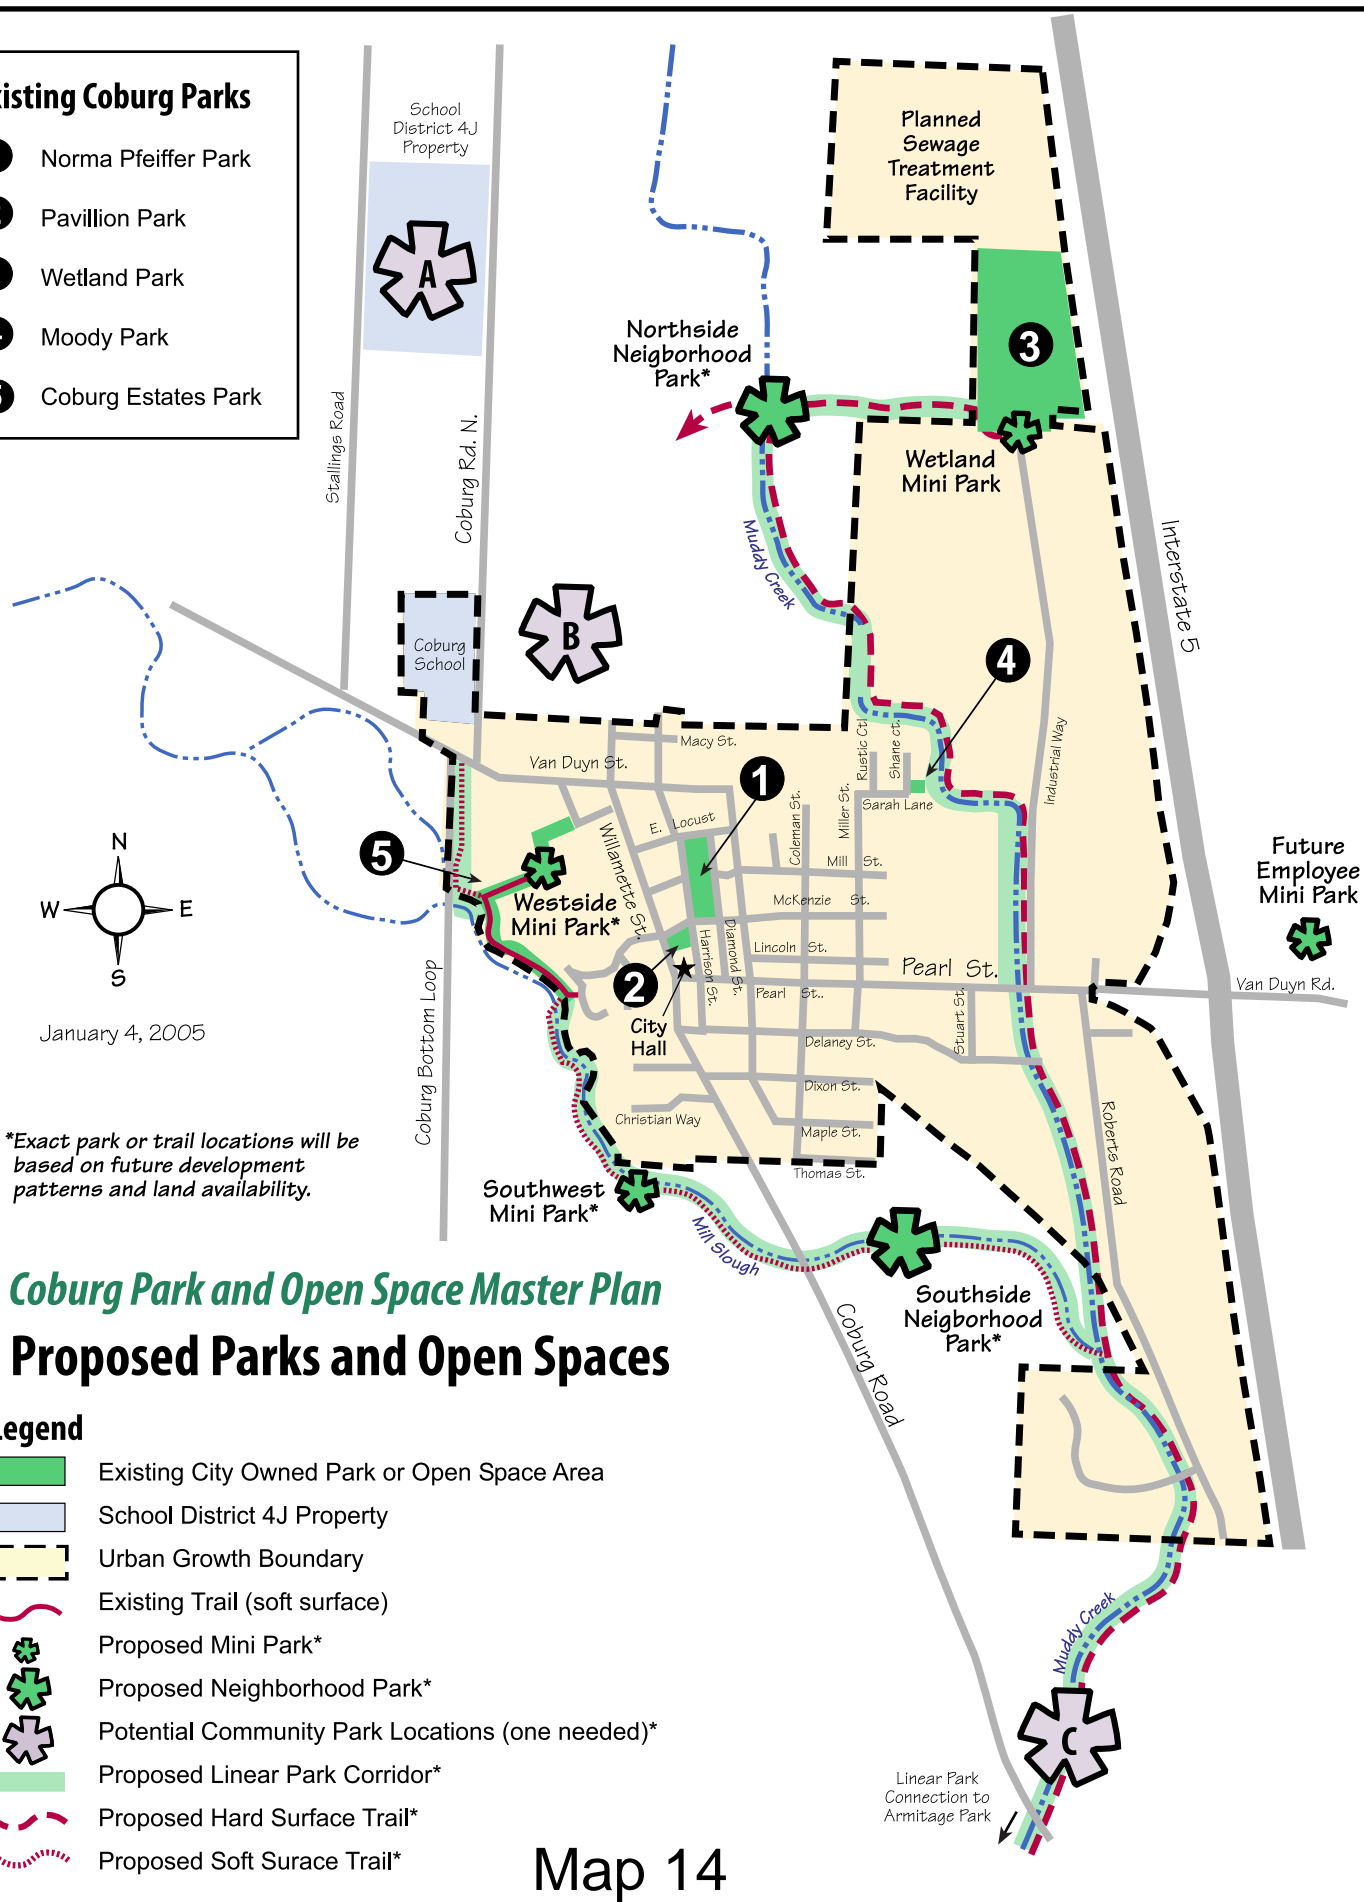 xisting Coburg Parks
Norma Pfeiffer Park
Pavillion Park
Wetland Park
Moody Park
Coburg Estates Park
School
District 4J
Property
A
Stallings Road
Coburg Rd. N.
Planned
Sewage
Treatment
Facility
3
Northside
Neigborhood
Park*
Wetland
Mini Park
Interstate 5
Muddy Creek
B
Coburg
School
4
Macy St.
Van Duyn St.
Rustic Ct.
Shane ct.
Industrial Way
1
E. Locust
Coleman St.
Miller St.
Sarah Lane
5
Willamette St.
Mill St.
Westside
Mini Park*
McKenzie St.
Harrison St.
Diamond St.
Lincoln St.
Pearl St.
2
Pearl St..
City
Hall
Stuart St.
Delaney St.
Future
Employee
Mini Park
Van Duyn Rd.
N
W
E
S
January 4, 2005
Coburg Bottom Loop
Dixon St.
Christian Way
Maple St.
Thomas St.
Roberts Road
*Exact park or trail locations will be
based on future development
patterns and land availability.
Southwest
Mini Park*
Mill Slough
Southside
Neigborhood
Park*
Coburg Road
Coburg Park and Open Space Master Plan
Proposed Parks and Open Spaces
Legend
Existing City Owned Park or Open Space Area
School District 4J Property
Urban Growth Boundary
Existing Trail (soft surface)
Proposed Mini Park*
Proposed Neighborhood Park*
Potential Community Park Locations (one needed)*
Proposed Linear Park Corridor*
Proposed Hard Surface Trail*
Proposed Soft Surace Trail*
Muddy Creek
C
Linear Park
Connection to
Armitage Park
Map 14